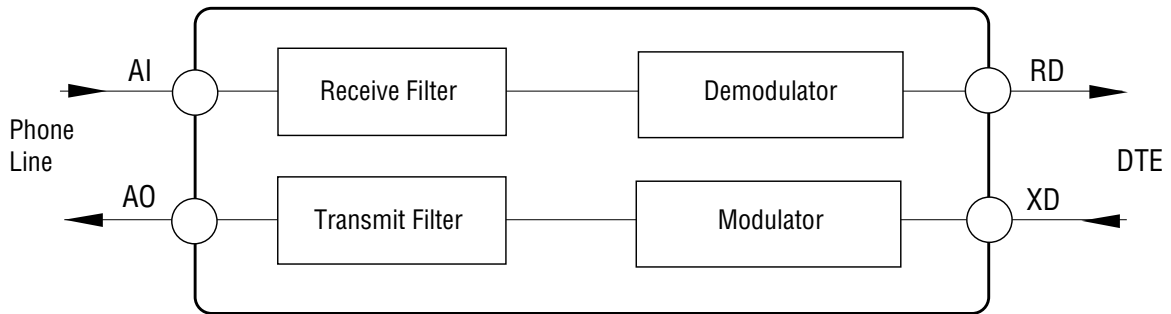 AI
Receive Filter
Demodulator
RD
Phone
Line
DTE
AO
Transmit Filter
Modulator
XD